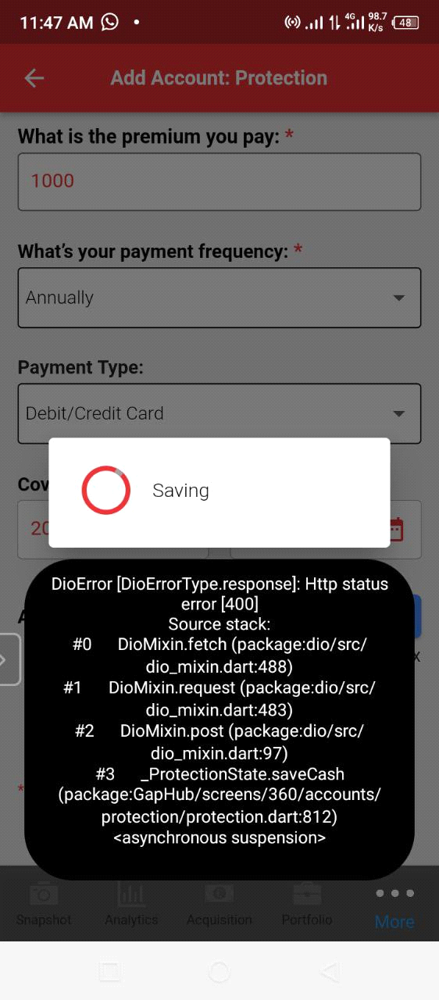 11:47 AM
4G 98.7 K/s 48
Add Account: Protection
What is the premium you pay: *
1000
What's your payment frequency: *
Annually
Payment Type:
Debit/Credit Card
Cov
20
Saving
DioError [DioErrorType.response]: Http status
error [400]
Source stack:
#0 DioMixin.fetch (package:dio/src/
dio_mixin.dart:488)
#1 DioMixin.request (package:dio/src/
dio_mixin.dart:483)
#2 DioMixin.post (package:dio/src/
dio_mixin.dart:97)
#3 _ProtectionState.saveCash
(package:GapHub/screens/360/accounts/
protection/protection.dart:812)
<asynchronous suspension>
*
Snapshot Analytics Acquisition Portfolio More